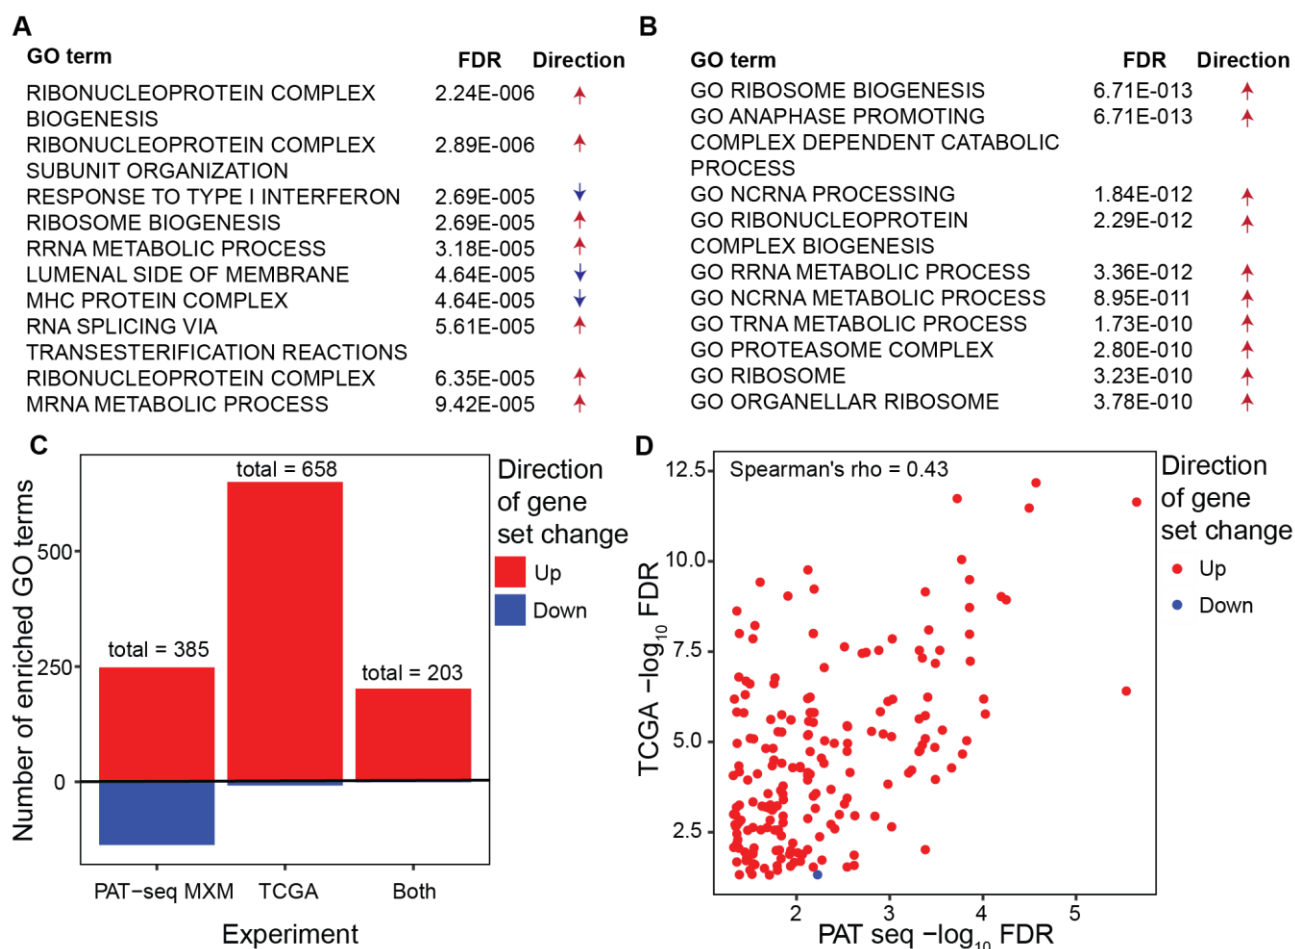 A
GO term FDR Direction
RIBONUCLEOPROTEIN COMPLEX 2.24E-006
BIOGENESIS
RIBONUCLEOPROTEIN COMPLEX 2.89E-006
SUBUNIT ORGANIZATION
RESPONSE TO TYPE I INTERFERON 2.69E-005
RIBOSOME BIOGENESIS 2.69E-005
RRNA METABOLIC PROCESS 3.18E-005
LUMENAL SIDE OF MEMBRANE 4.64E-005
MHC PROTEIN COMPLEX 4.64E-005
RNA SPLICING VIA 5.61E-005
TRANSESTERIFICATION REACTIONS
RIBONUCLEOPROTEIN COMPLEX 6.35E-005
MRNA METABOLIC PROCESS 9.42E-005
B
GO term FDR Direction
GO RIBOSOME BIOGENESIS 6.71E-013
GO ANAPHASE PROMOTING 6.71E-013
COMPLEX DEPENDENT CATABOLIC
PROCESS
GO NCRNA PROCESSING 1.84E-012
GO RIBONUCLEOPROTEIN 2.29E-012
COMPLEX BIOGENESIS
GO RRNA METABOLIC PROCESS 3.36E-012
GO NCRNA METABOLIC PROCESS 8.95E-011
GO TRNA METABOLIC PROCESS 1.73E-010
GO PROTEASOME COMPLEX 2.80E-010
GO RIBOSOME 3.23E-010
GO ORGANELLAR RIBOSOME 3.78E-010
C
Number of enriched GO terms
500
250
0
total = 385
total = 658
total = 203
PAT-seq MXM TCGA Both
Experiment
Direction
of gene
set change
Up
Down
D
TCGA -log10 FDR
12.5
10.0
7.5
5.0
2.5
Spearman's rho = 0.43
2 3 4 5
PAT seq -log10 FDR
Direction
of gene
set change
Up
Down